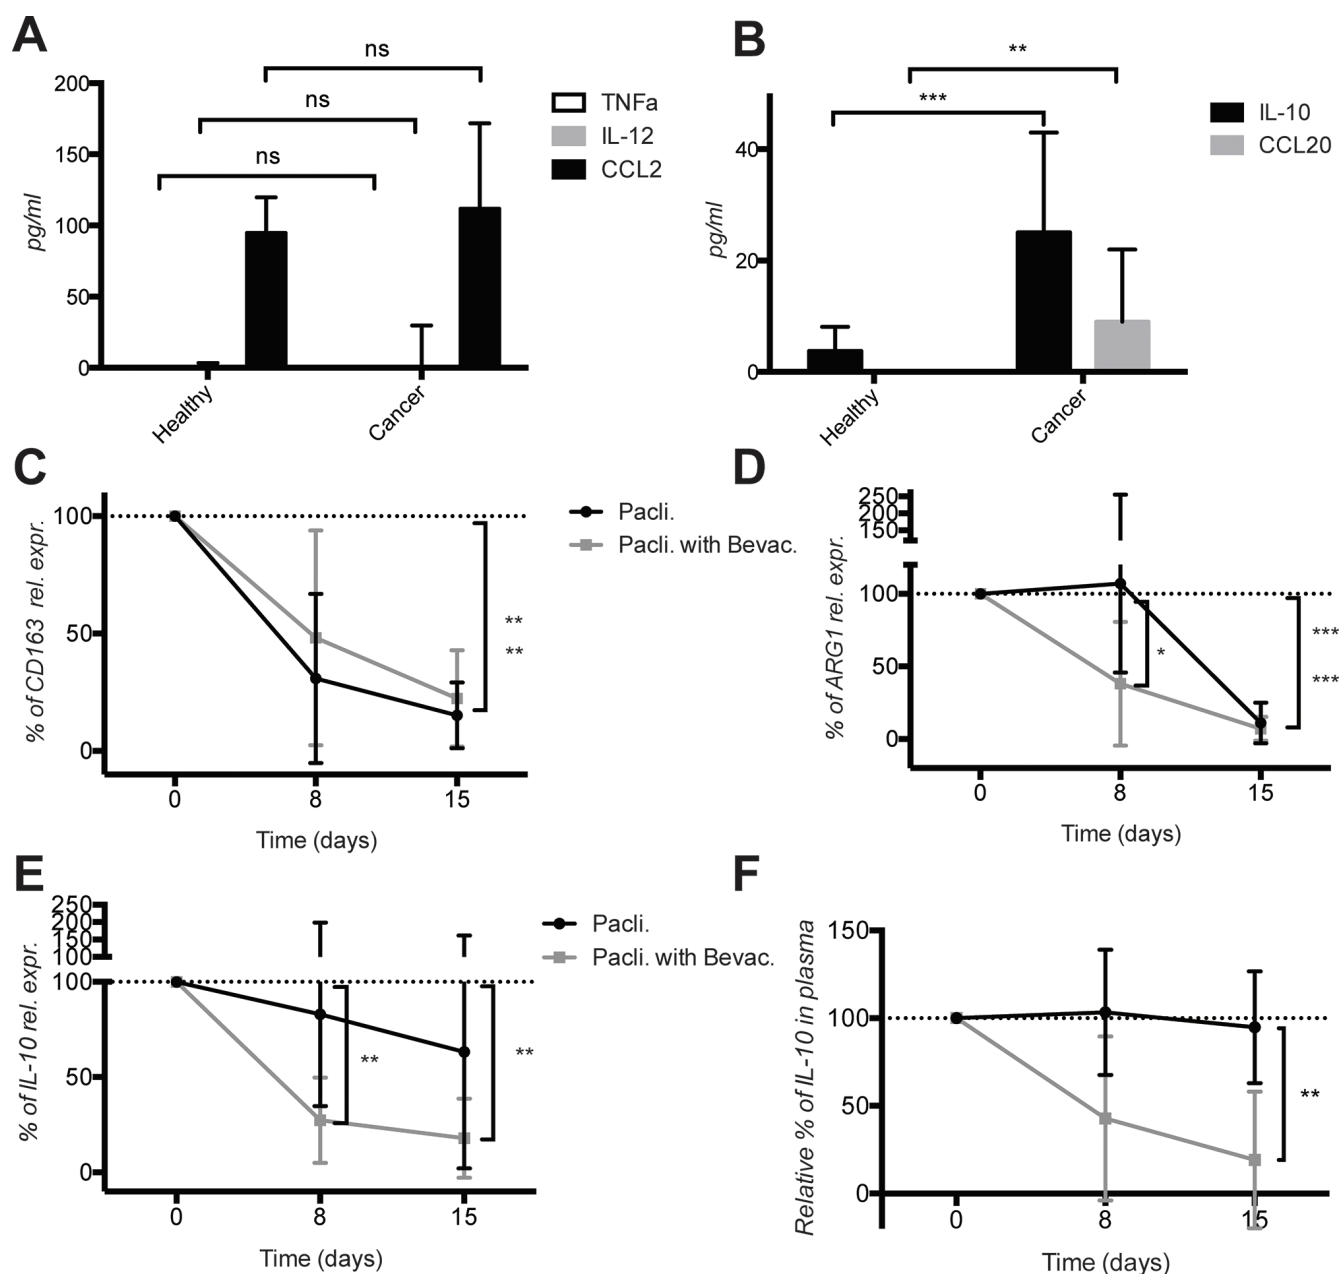 A
ns
ns
ns
200
150
100
50
0
pg/ml
Healthy
Cancer
TNFa
IL-12
CCL2
B
**
***
40
20
0
pg/ml
Healthy
Cancer
IL-10
CCL20
C
100
50
0
% of CD163 rel. expr.
**
**
0 8 15
Time (days)
Pacli.
Pacli. with Bevac.
D
250
200
150
100
50
0
% of ARG1 rel. expr.
*
***
***
0 8 15
Time (days)
E
250
200
150
100
100
50
0
% of IL-10 rel. expr.
**
**
0 8 15
Time (days)
Pacli.
Pacli. with Bevac.
F
150
100
50
0
Relative % of IL-10 in plasma
**
0 8 15
Time (days)